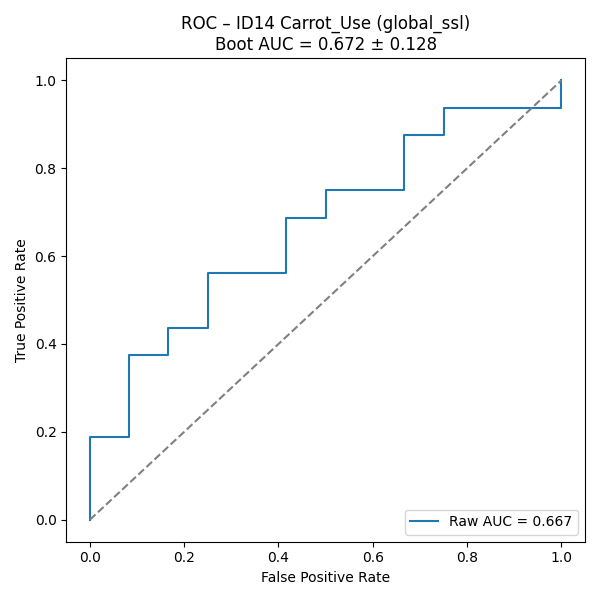 ROC – ID14 Carrot_Use (global_ssl)
Boot AUC = 0.672 ± 0.128
True Positive Rate
1.0
0.8
0.6
0.4
0.2
0.0
Raw AUC = 0.667
0.0 0.2 0.4 0.6 0.8 1.0
False Positive Rate